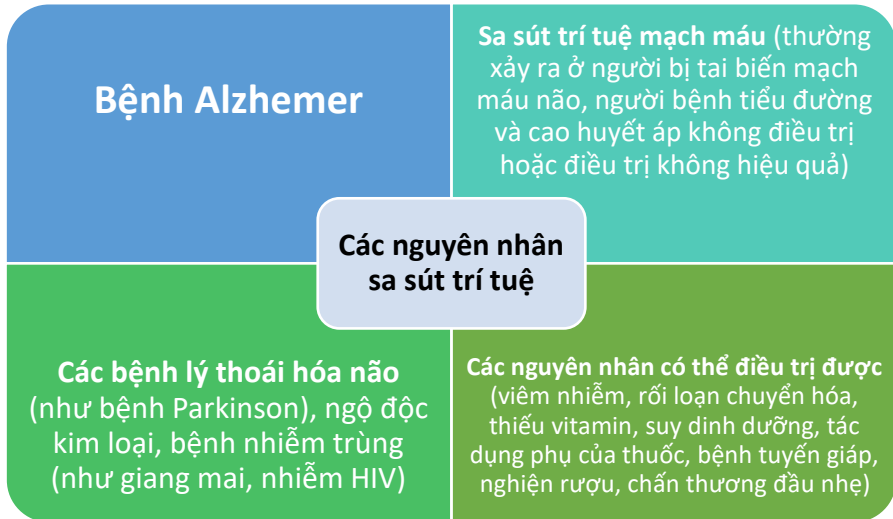 Bệnh Alzhemer
Sa sút trí tuệ mạch máu (thường
xảy ra ở người bị tai biến mạch
máu não, người bệnh tiểu đường
và cao huyết áp không điều trị
hoặc điều trị không hiệu quả)
Các nguyên nhân
sa sút trí tuệ
Các bệnh lý thoái hóa não
(như bệnh Parkinson), ngộ độc
kim loại, bệnh nhiễm trùng
(như giang mai, nhiễm HIV)
Các nguyên nhân có thể điều trị được
(viêm nhiễm, rối loạn chuyển hóa,
thiếu vitamin, suy dinh dưỡng, tác
dụng phụ của thuốc, bệnh tuyến giáp,
nghiện rượu, chấn thương đầu nhẹ)